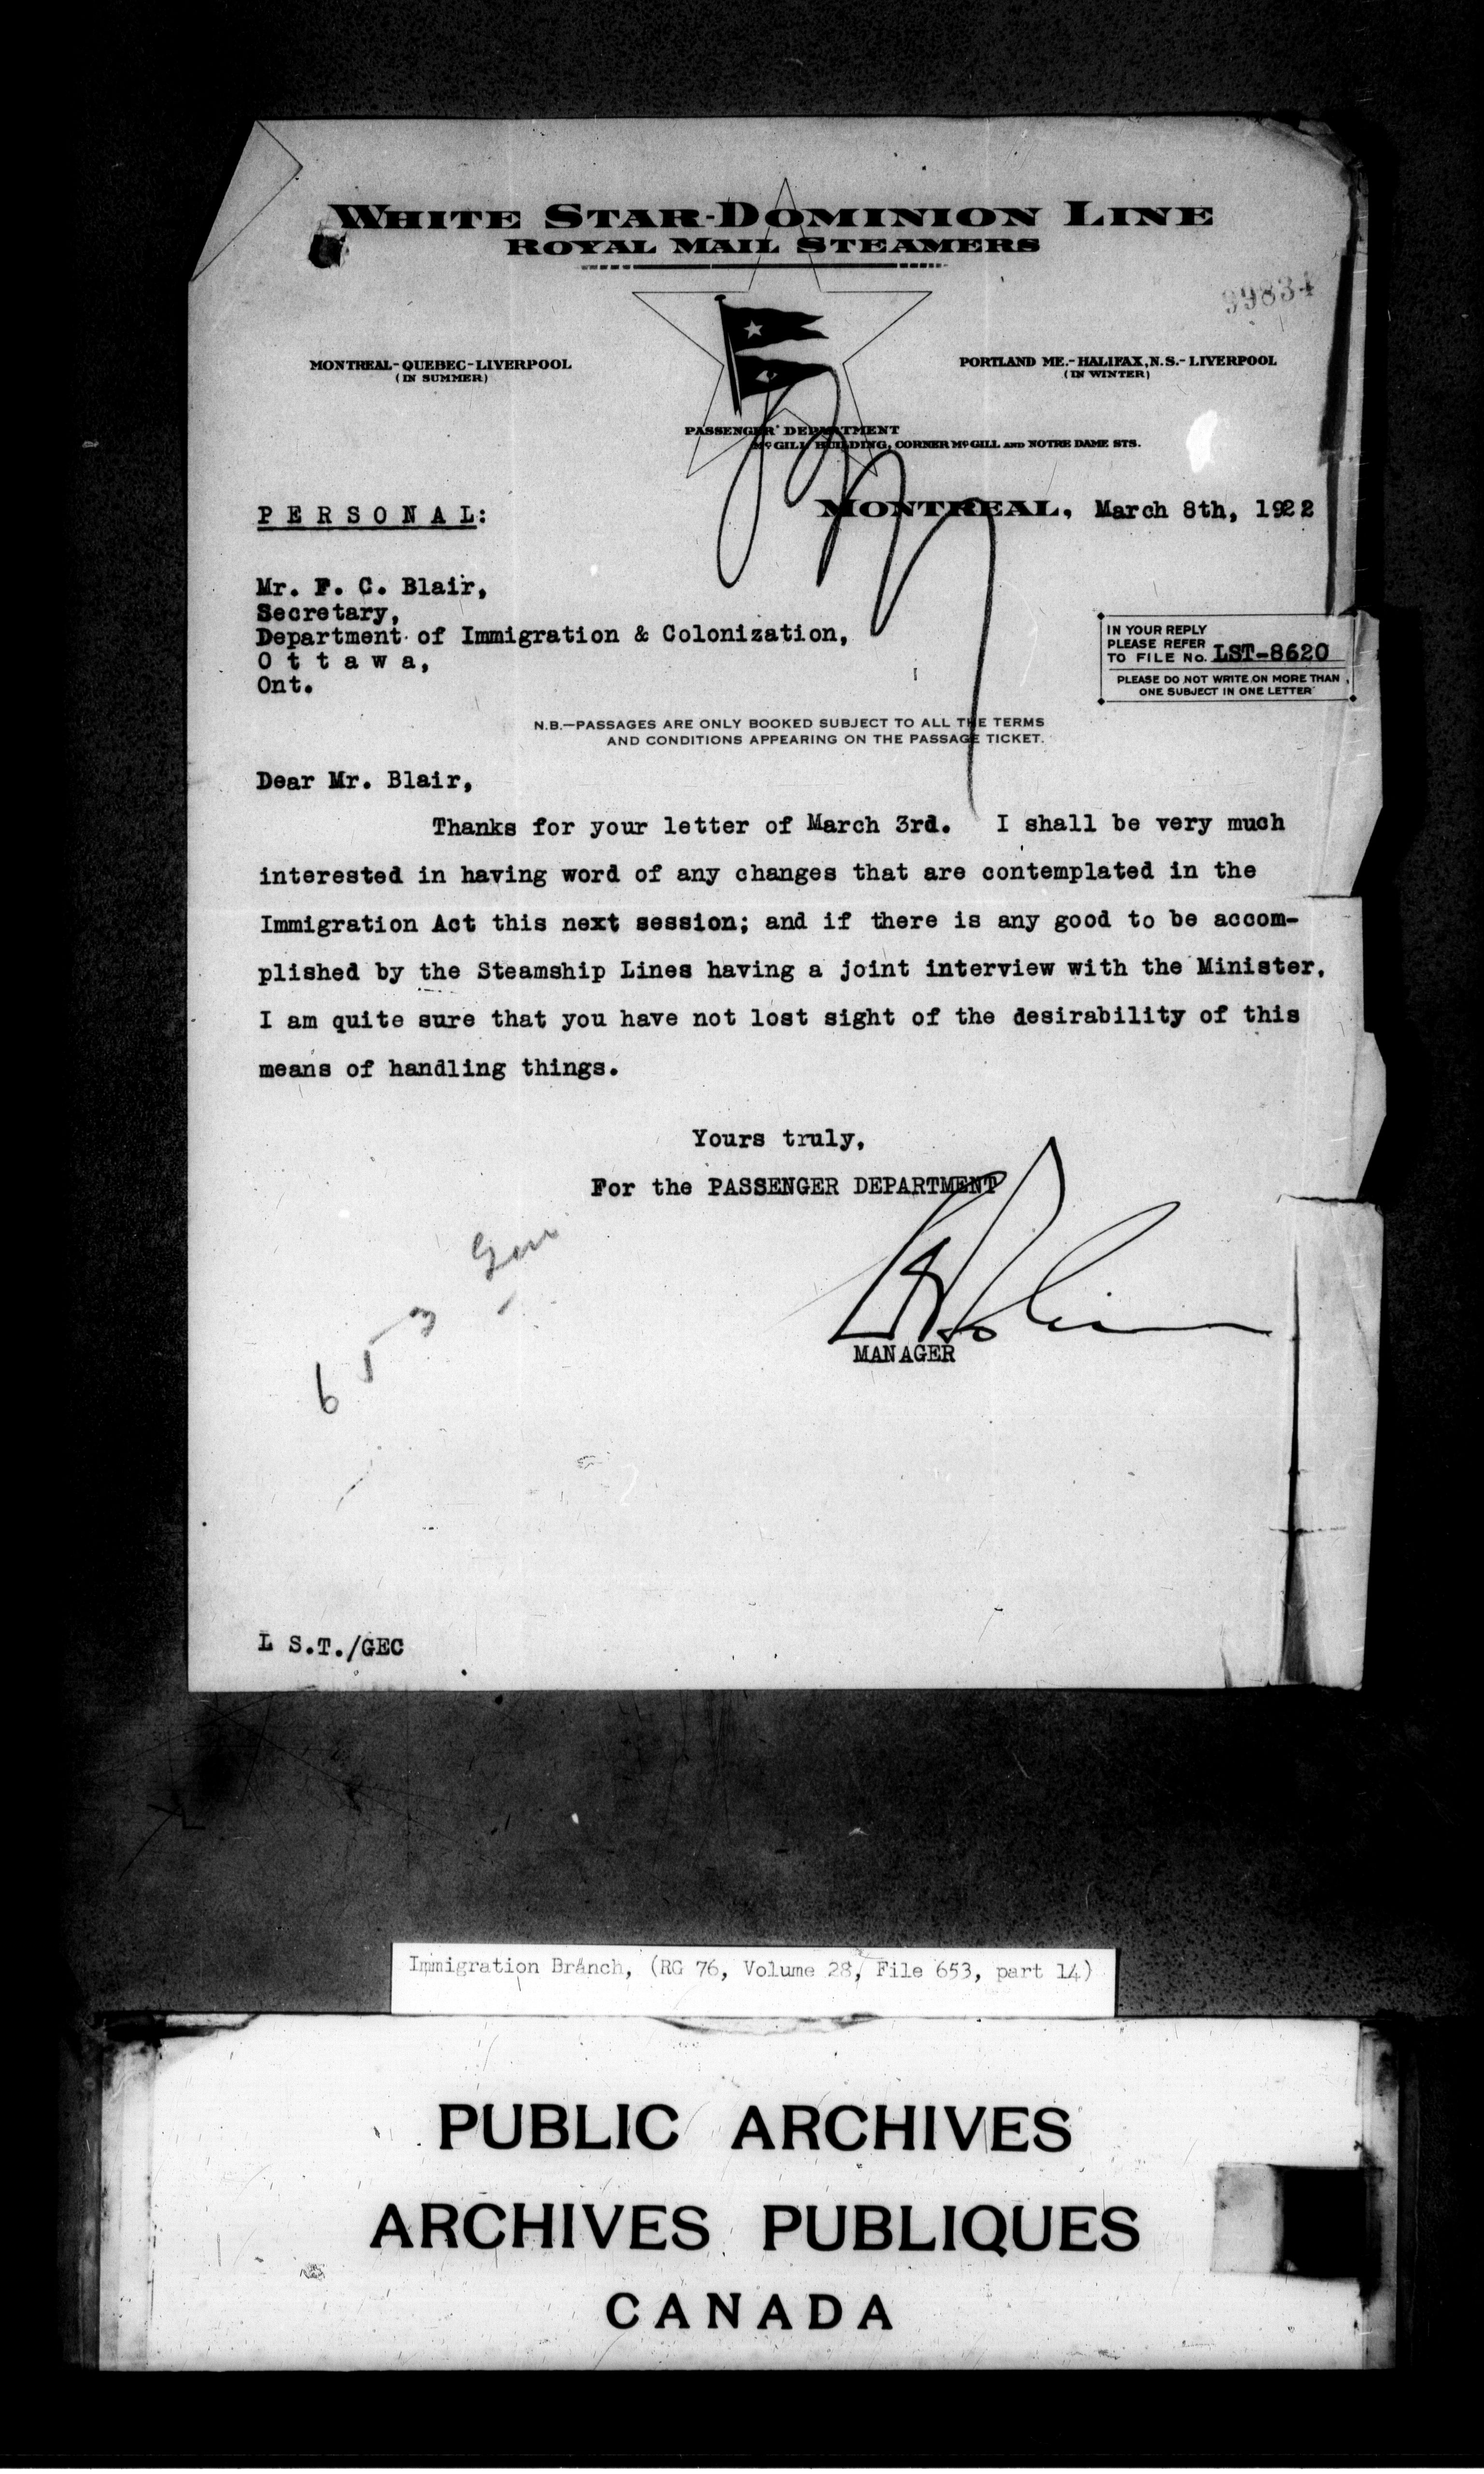 WHITE STAR-DOMINION LINE
ROYAL MAIL STEAMERS
99834
MONTREAL-QUEBEC-LIVERPOOL
(IN SUMMER)
PORTLAND ME.-HALIFAX, N.S.-LIVERPOOL
(IN WINTER)
PASSENGER DEPARTMENT
McGILL BUILDING, CORNER McGILL AND NOTRE DAME STS.
PERSONAL:
MONTREAL, March 8th, 1922
Mr. F. C. Blair,
Secretary,
Department of Immigration & Colonization,
O t t a w a,
Ont.
IN YOUR REPLY
PLEASE REFER
TO FILE No. LST-8620
PLEASE DO NOT WRITE ON MORE THAN
ONE SUBJECT IN ONE LETTER
N.B.—PASSAGES ARE ONLY BOOKED SUBJECT TO ALL THE TERMS
AND CONDITIONS APPEARING ON THE PASSAGE TICKET.
Dear Mr. Blair,
Thanks for your letter of March 3rd. I shall be very much
interested in having word of any changes that are contemplated in the
Immigration Act this next session; and if there is any good to be accom-
plished by the Steamship Lines having a joint interview with the Minister,
I am quite sure that you have not lost sight of the desirability of this
means of handling things.
Yours truly,
For the PASSENGER DEPARTMENT
MANAGER
653 Gen
L S.T./GEC
Immigration Branch, (RG 76, Volume 28, File 653, part 14)
PUBLIC ARCHIVES
ARCHIVES PUBLIQUES
CANADA